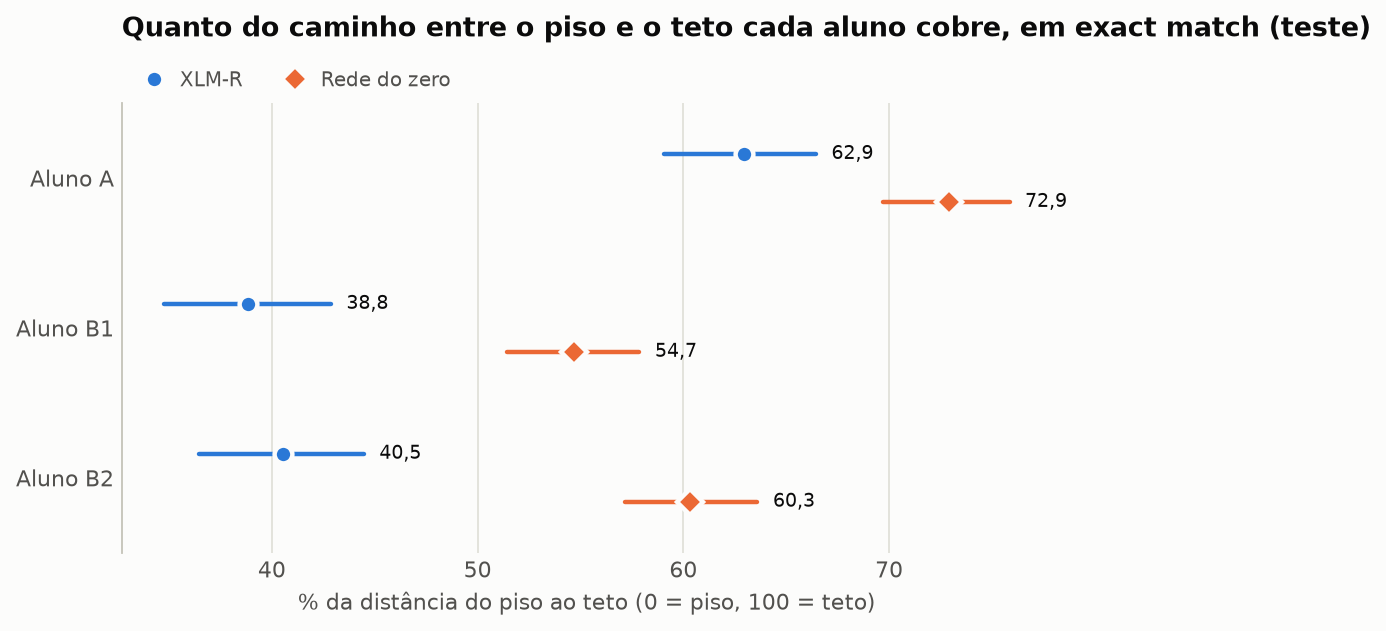 Quanto do caminho entre o piso e o teto cada aluno cobre, em exact match (teste)
XLM-R
Rede do zero
Aluno A
62,9
72,9
Aluno B1
38,8
54,7
Aluno B2
40,5
60,3
40
50
60
70
% da distância do piso ao teto (0 = piso, 100 = teto)